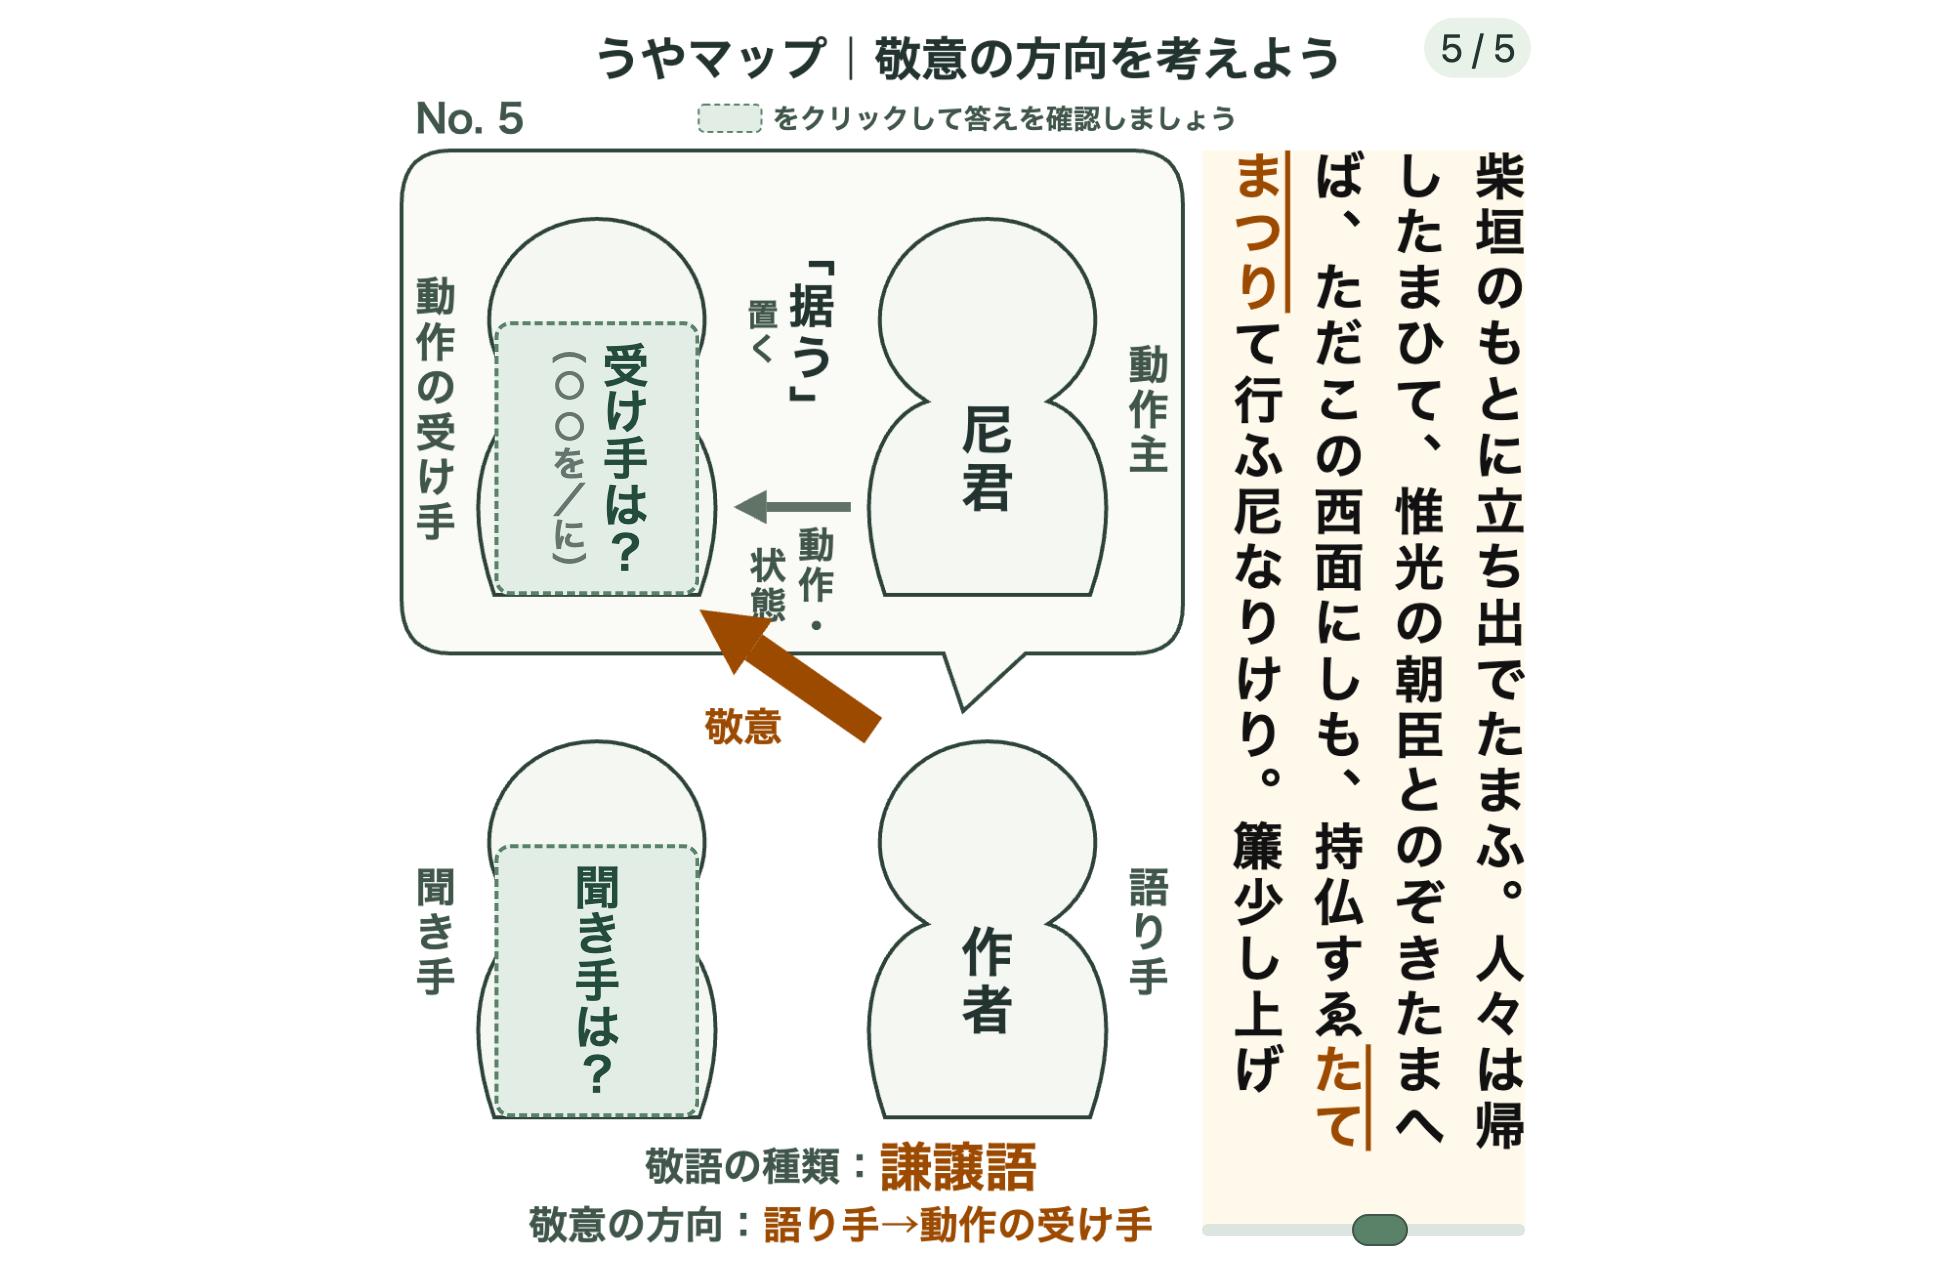 うやマップ｜敬意の方向を考えよう
5 / 5
No. 5
をクリックして答えを確認しましょう
柴垣のもとに立ち出でたまふ。人々は帰
したまひて、惟光の朝臣とのぞきたまへ
ば、ただこの西面にしも、持仏すゑたて
まつりて行ふ尼なりけり。簾少し上げ
動作主
尼君
「据う」
置く
動作・
状態
受け手は?
(○○を/に)
動作の受け手
敬意
語り手
作者
聞き手は?
聞き手
敬語の種類：謙譲語
敬意の方向：語り手→動作の受け手